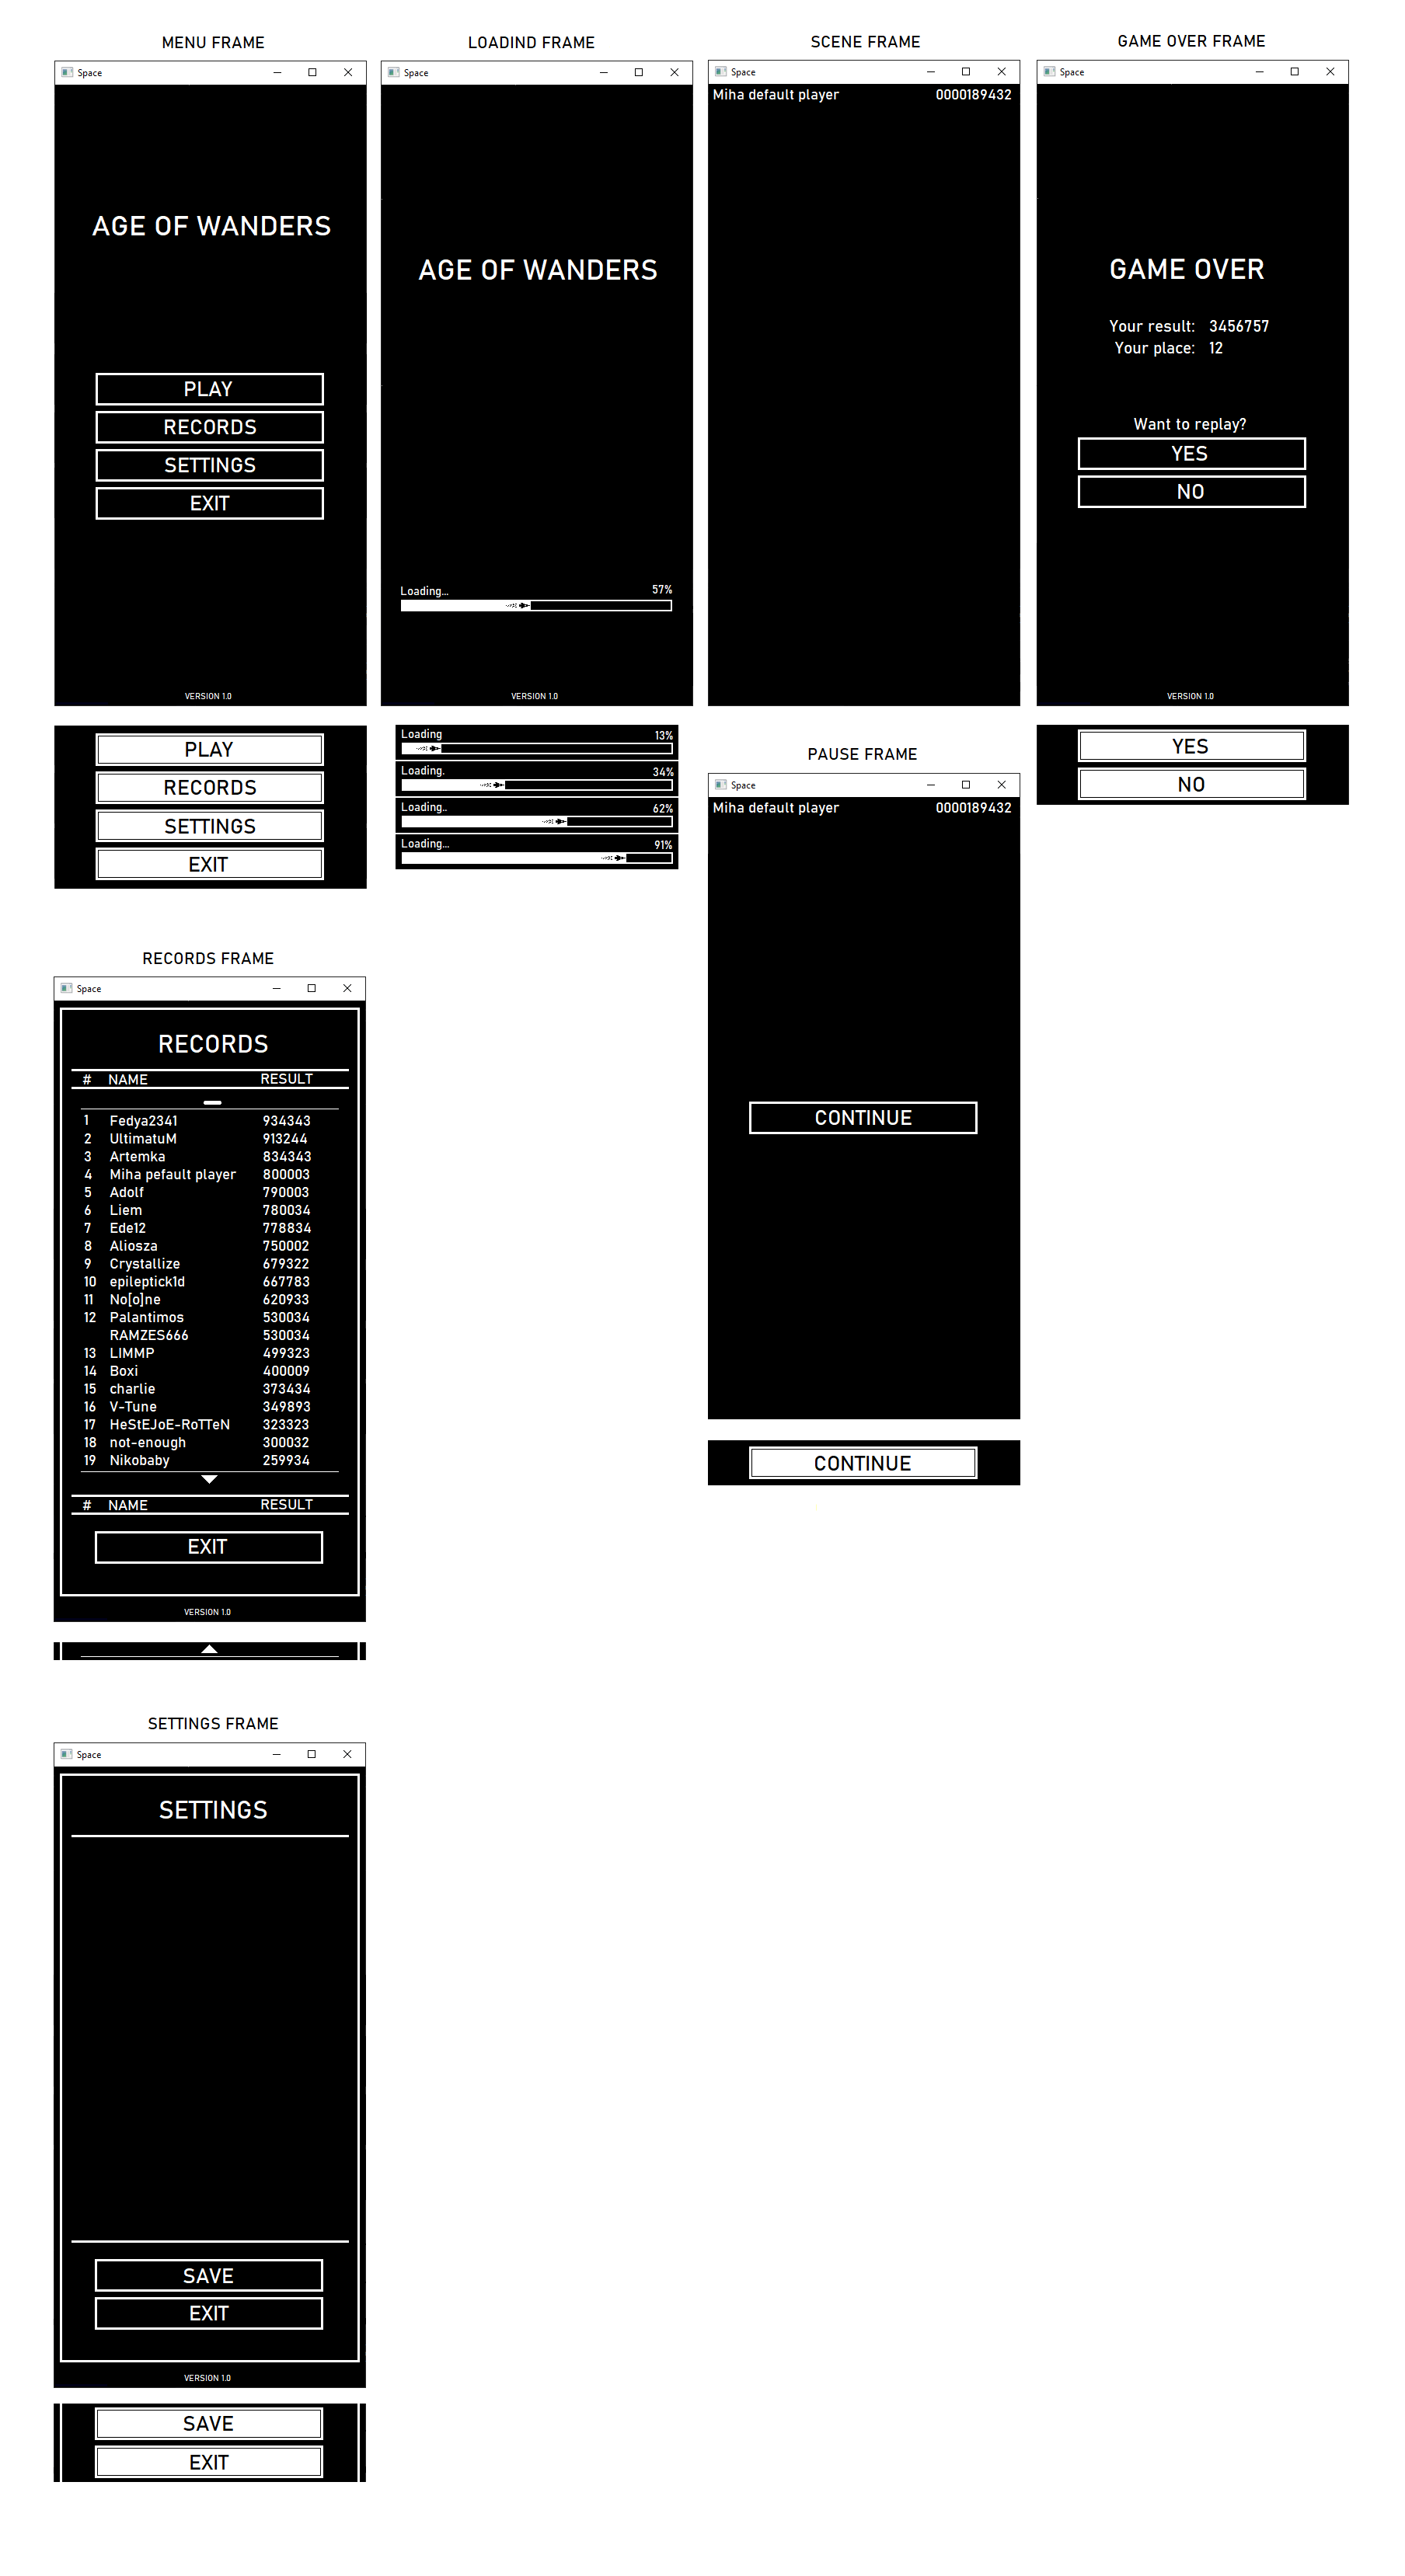 MENU FRAME
Space
AGE OF WANDERS
PLAY
RECORDS
SETTINGS
EXIT
VERSION 1.0
PLAY
RECORDS
SETTINGS
EXIT
LOADIND FRAME
Space
AGE OF WANDERS
Loading... 57%
VERSION 1.0
Loading 13%
Loading. 34%
Loading.. 62%
Loading... 91%
SCENE FRAME
Space
Miha default player 0000189432
PAUSE FRAME
Space
Miha default player 0000189432
CONTINUE
CONTINUE
GAME OVER FRAME
Space
GAME OVER
Your result: 3456757
Your place: 12
Want to replay?
YES
NO
VERSION 1.0
YES
NO
RECORDS FRAME
Space
RECORDS
# NAME RESULT
1 Fedya2341 934343
2 UltimatuM 913244
3 Artemka 834343
4 Miha pefault player 800003
5 Adolf 790003
6 Liem 780034
7 Ede12 778834
8 Aliosza 750002
9 Crystallize 679322
10 epileptick1d 667783
11 No[o]ne 620933
12 Palantimos 530034
RAMZES666 530034
13 LIMMP 499323
14 Boxi 400009
15 charlie 373434
16 V-Tune 349893
17 HeStEJoE-RoTTeN 323323
18 not-enough 300032
19 Nikobaby 259934
# NAME RESULT
EXIT
VERSION 1.0
SETTINGS FRAME
Space
SETTINGS
SAVE
EXIT
VERSION 1.0
SAVE
EXIT